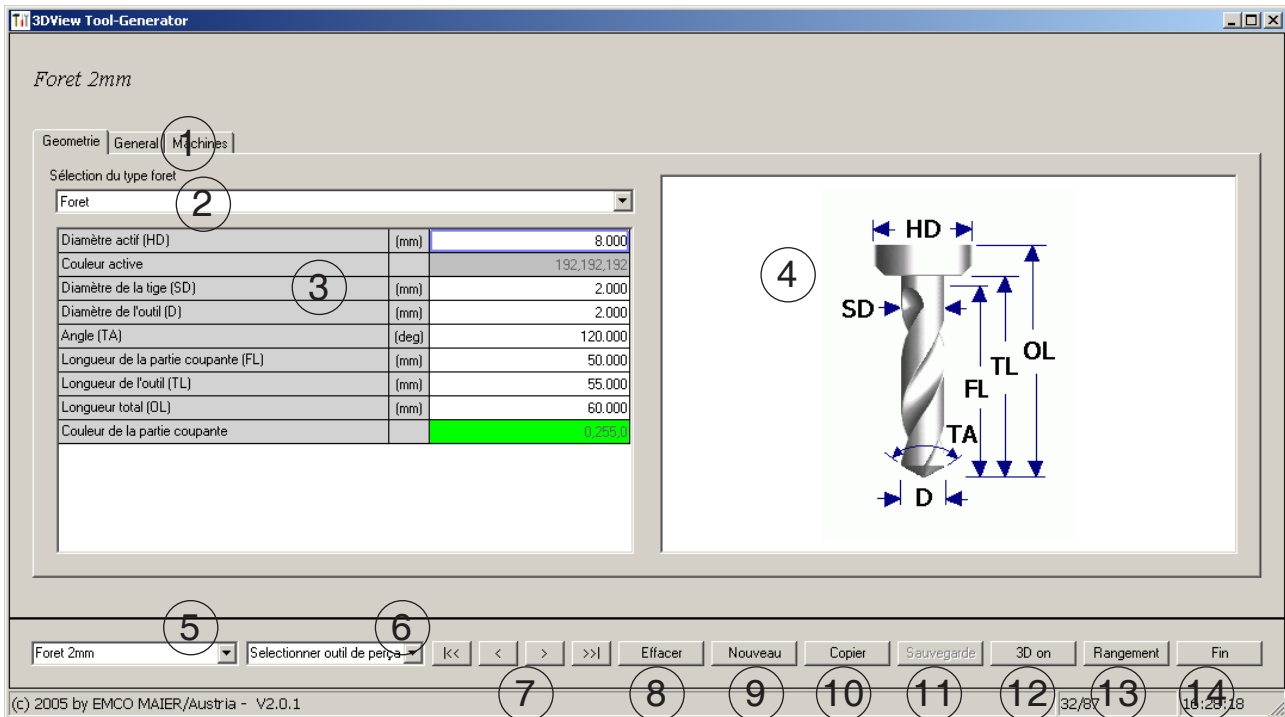 3DView Tool-Generator
Foret 2mm
Geometrie General Machines
1
Sélection du type foret
Foret
2
Diamètre actif (HD) (mm) 8.000
Couleur active 192,192,192
Diamètre de la tige (SD) (mm) 2.000
Diamètre de l'outil (D) (mm) 2.000
Angle (TA) (deg) 120.000
Longueur de la partie coupante (FL) (mm) 50.000
Longueur de l'outil (TL) (mm) 55.000
Longueur total (OL) (mm) 60.000
Couleur de la partie coupante 0,255,0
3
4
HD
SD
OL
TL
FL
TA
D
5 6
Foret 2mm Selectionner outil de perça |<< < > >>| Effacer Nouveau Copier Sauvegarde 3D on Rangement Fin
7 8 9 10 11 12 13 14
(c) 2005 by EMCO MAIER/Austria - V2.0.1 32/87 16:28:18